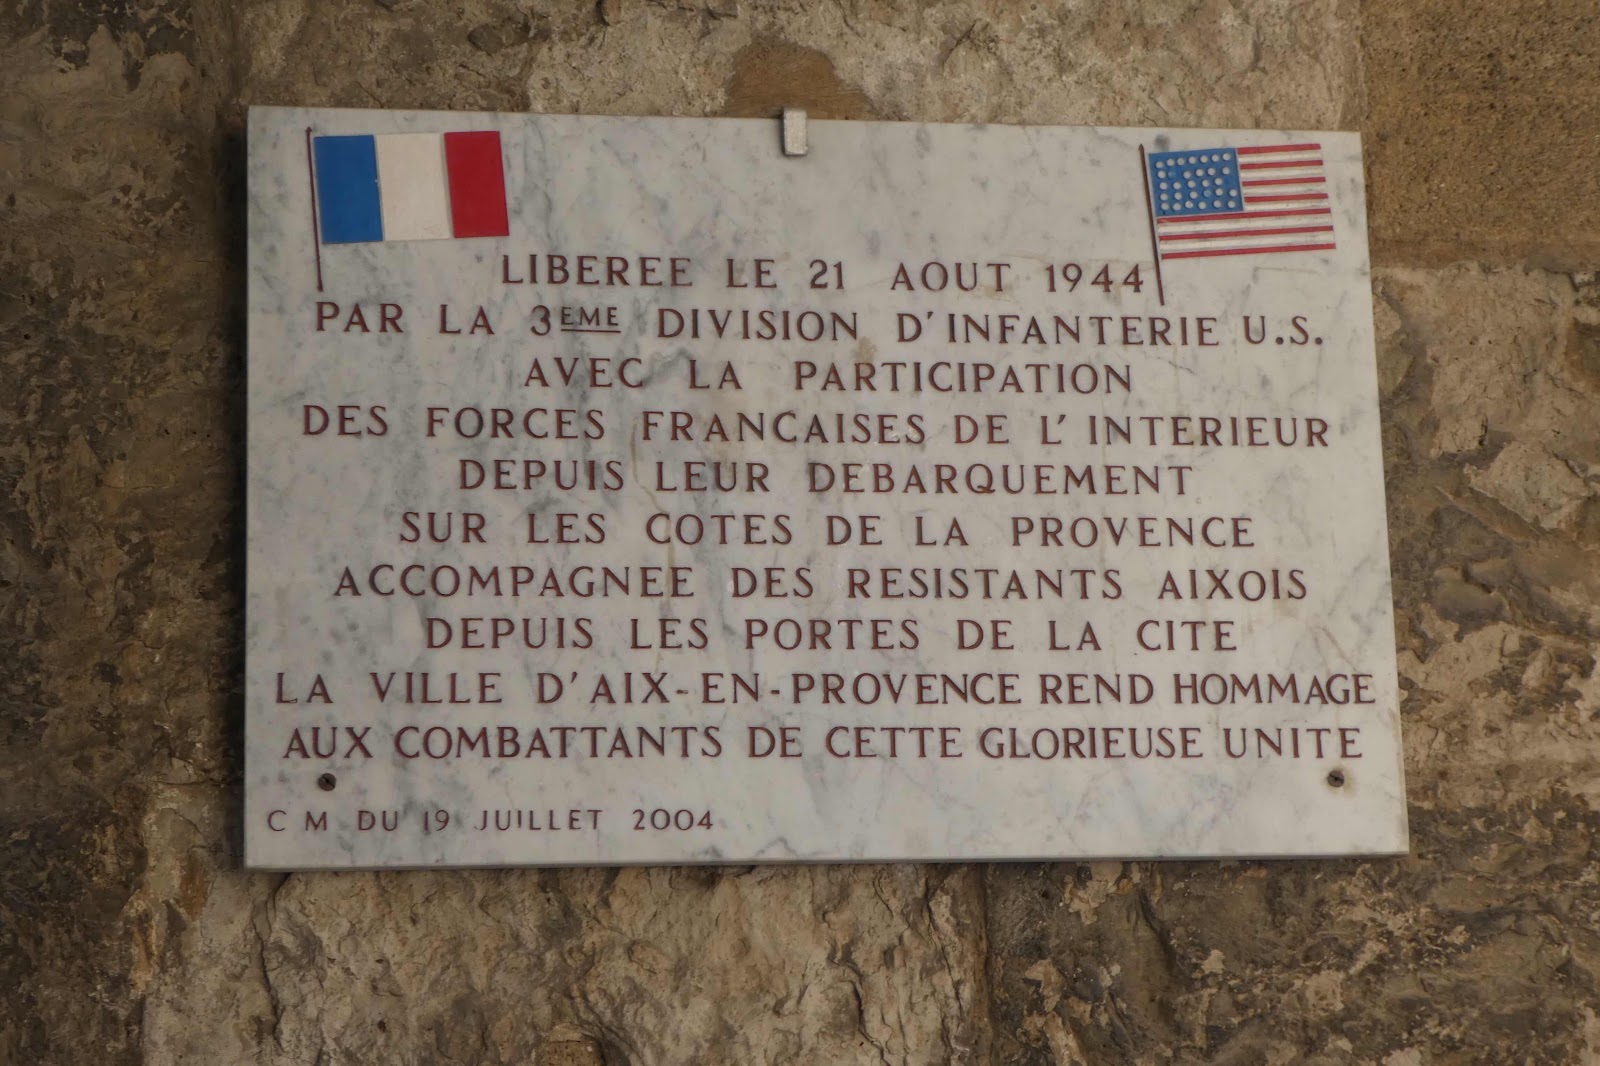 LIBEREE LE 21 AOUT 1944
PAR LA 3EME DIVISION D'INFANTERIE U.S.
AVEC LA PARTICIPATION
DES FORCES FRANCAISES DE L'INTERIEUR
DEPUIS LEUR DEBARQUEMENT
SUR LES COTES DE LA PROVENCE
ACCOMPAGNEE DES RESISTANTS AIXOIS
DEPUIS LES PORTES DE LA CITE
LA VILLE D'AIX-EN-PROVENCE REND HOMMAGE
AUX COMBATTANTS DE CETTE GLORIEUSE UNITE
C M DU 19 JUILLET 2004